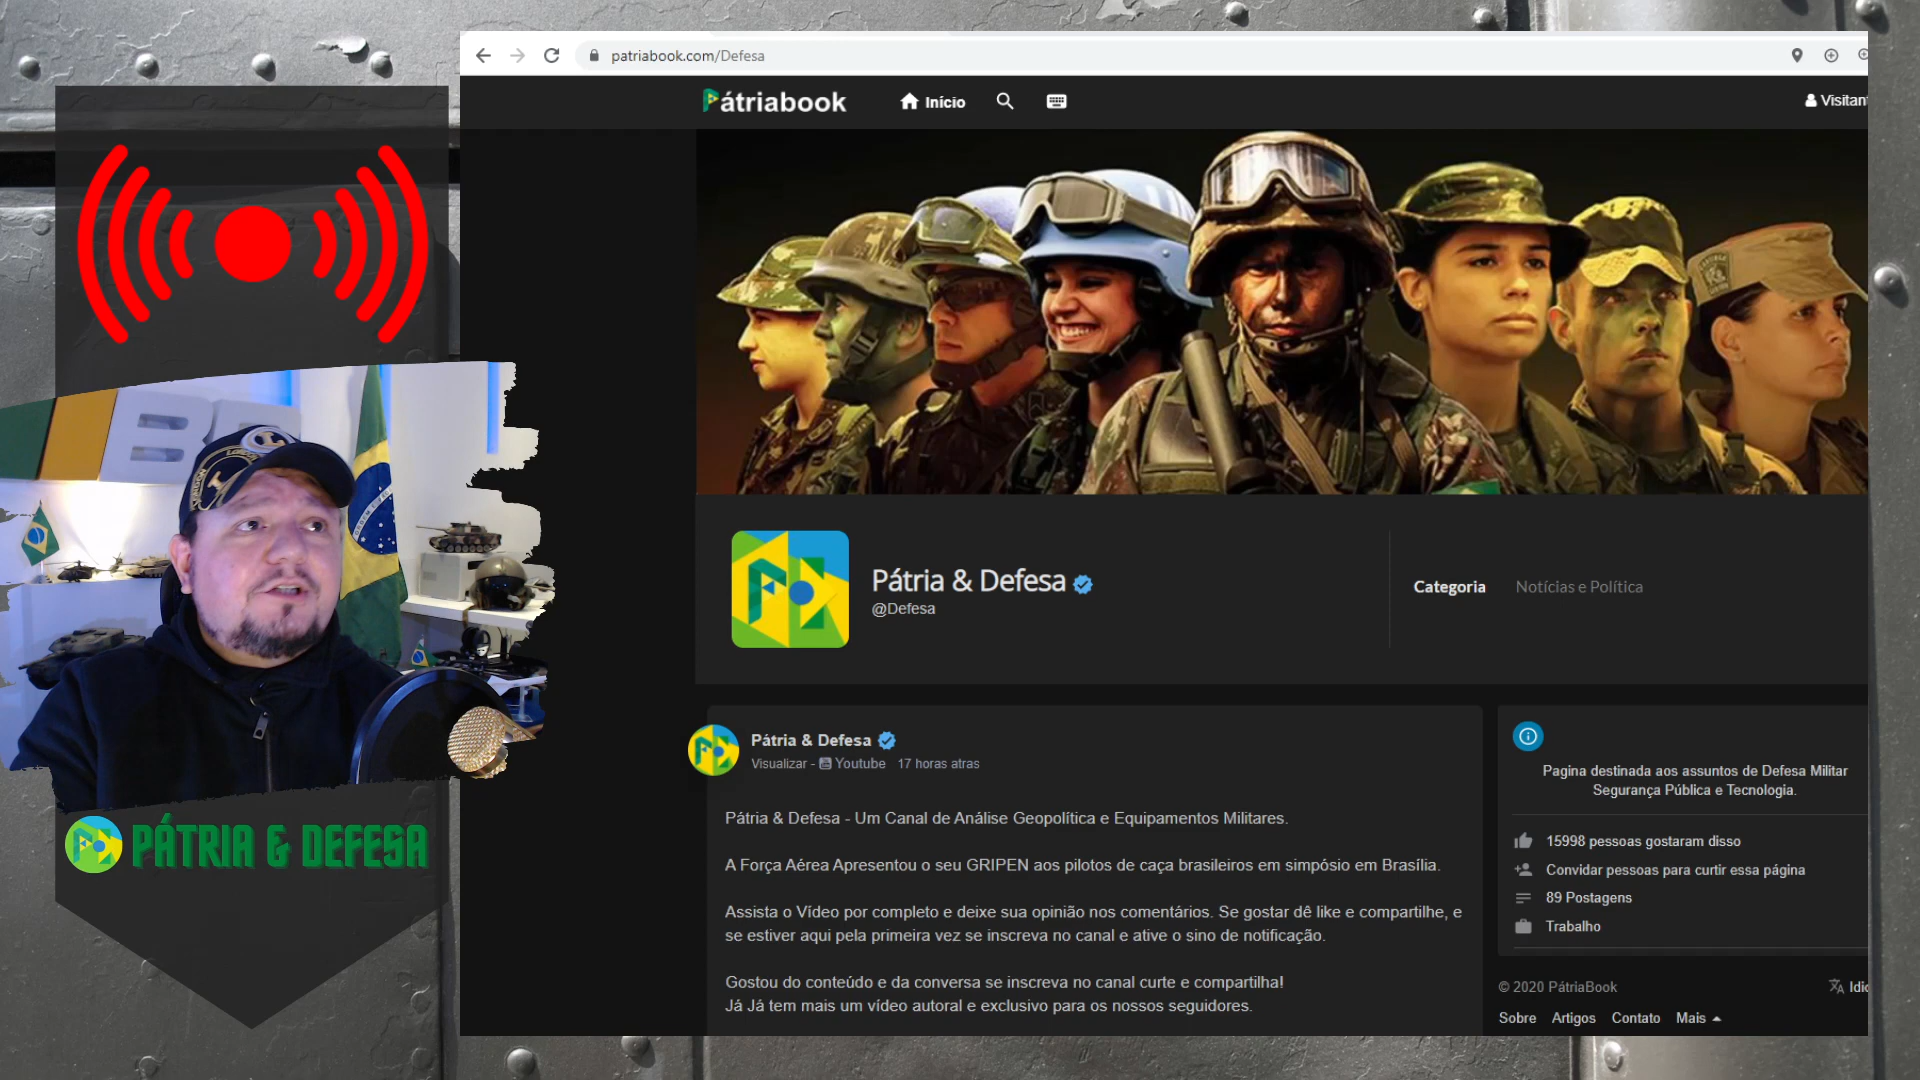 patriabook.com/Defesa
Pátriabook
Início
Visitant
Pátria & Defesa
@Defesa
Categoria Notícias e Política
Pátria & Defesa
Visualizar - Youtube 17 horas atras
Pátria & Defesa - Um Canal de Análise Geopolítica e Equipamentos Militares.
A Força Aérea Apresentou o seu GRIPEN aos pilotos de caça brasileiros em simpósio em Brasília.
Assista o Vídeo por completo e deixe sua opinião nos comentários. Se gostar dê like e compartilhe, e
se estiver aqui pela primeira vez se inscreva no canal e ative o sino de notificação.
Gostou do conteúdo e da conversa se inscreva no canal curte e compartilha!
Já Já tem mais um vídeo autoral e exclusivo para os nossos seguidores.
Pagina destinada aos assuntos de Defesa Militar
Segurança Pública e Tecnologia.
15998 pessoas gostaram disso
Convidar pessoas para curtir essa página
89 Postagens
Trabalho
© 2020 PátriaBook
Idio
Sobre Artigos Contato Mais
PÁTRIA & DEFESA